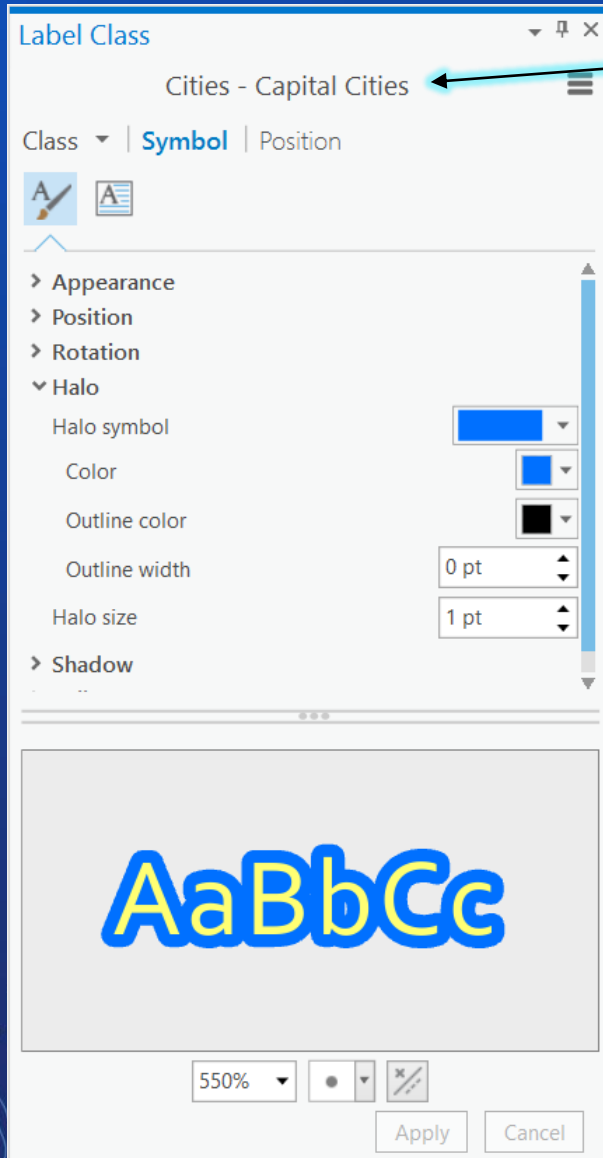 Label Class
Cities - Capital Cities
Class | Symbol | Position
Appearance
Position
Rotation
Halo
Halo symbol
Color
Outline color
Outline width 0 pt
Halo size 1 pt
Shadow
AaBbCc
550%
Apply Cancel